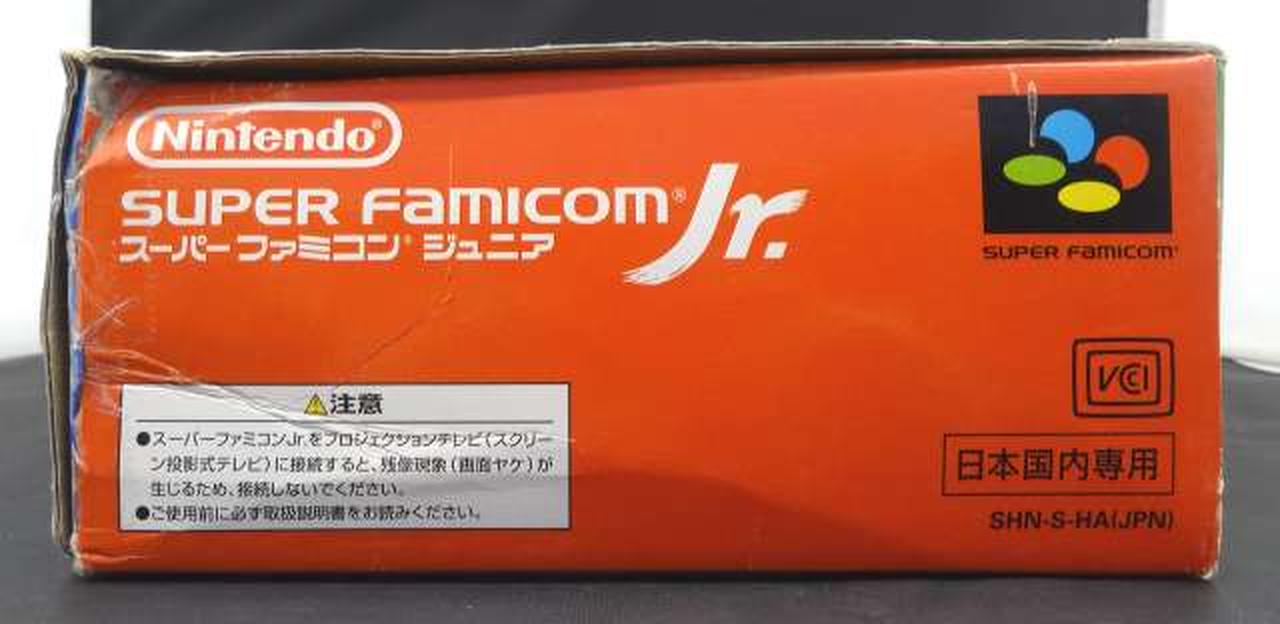 Nintendo®
SUPER FAMICOM® Jr.
スーパーファミコン® ジュニア
SUPER FAMICOM
VCCI
⚠注意
●スーパーファミコンJr.をプロジェクションテレビ(スクリー
ン投影式テレビ)に接続すると、残像現象(画面ヤケ)が
生じるため、接続しないでください。
●ご使用前に必ず取扱説明書をお読みください。
日本国内専用
SHN-S-HA(JPN)